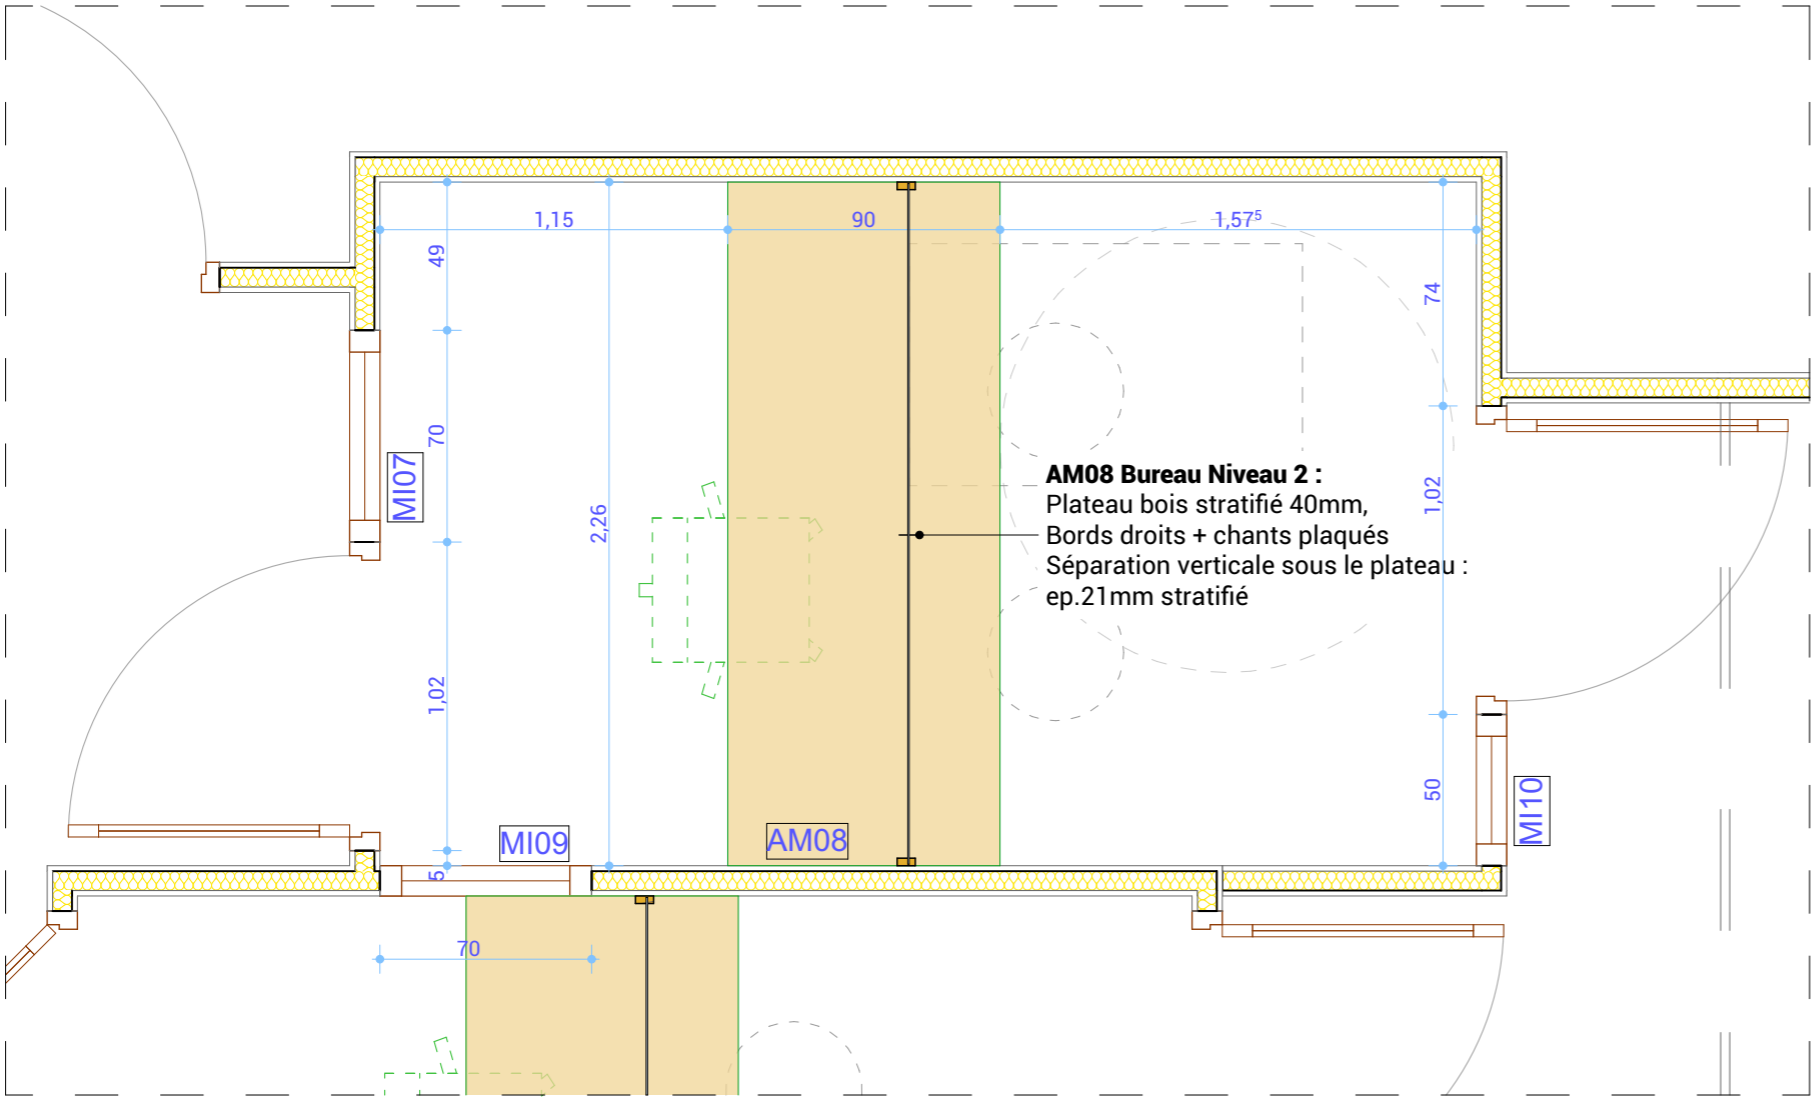 1,15
90
1,57⁵
49
74
70
MI07
AM08 Bureau Niveau 2 :
Plateau bois stratifié 40mm,
Bords droits + chants plaqués
Séparation verticale sous le plateau :
ep.21mm stratifié
2,26
1,02
1,02
50
MI10
MI09
AM08
5
70